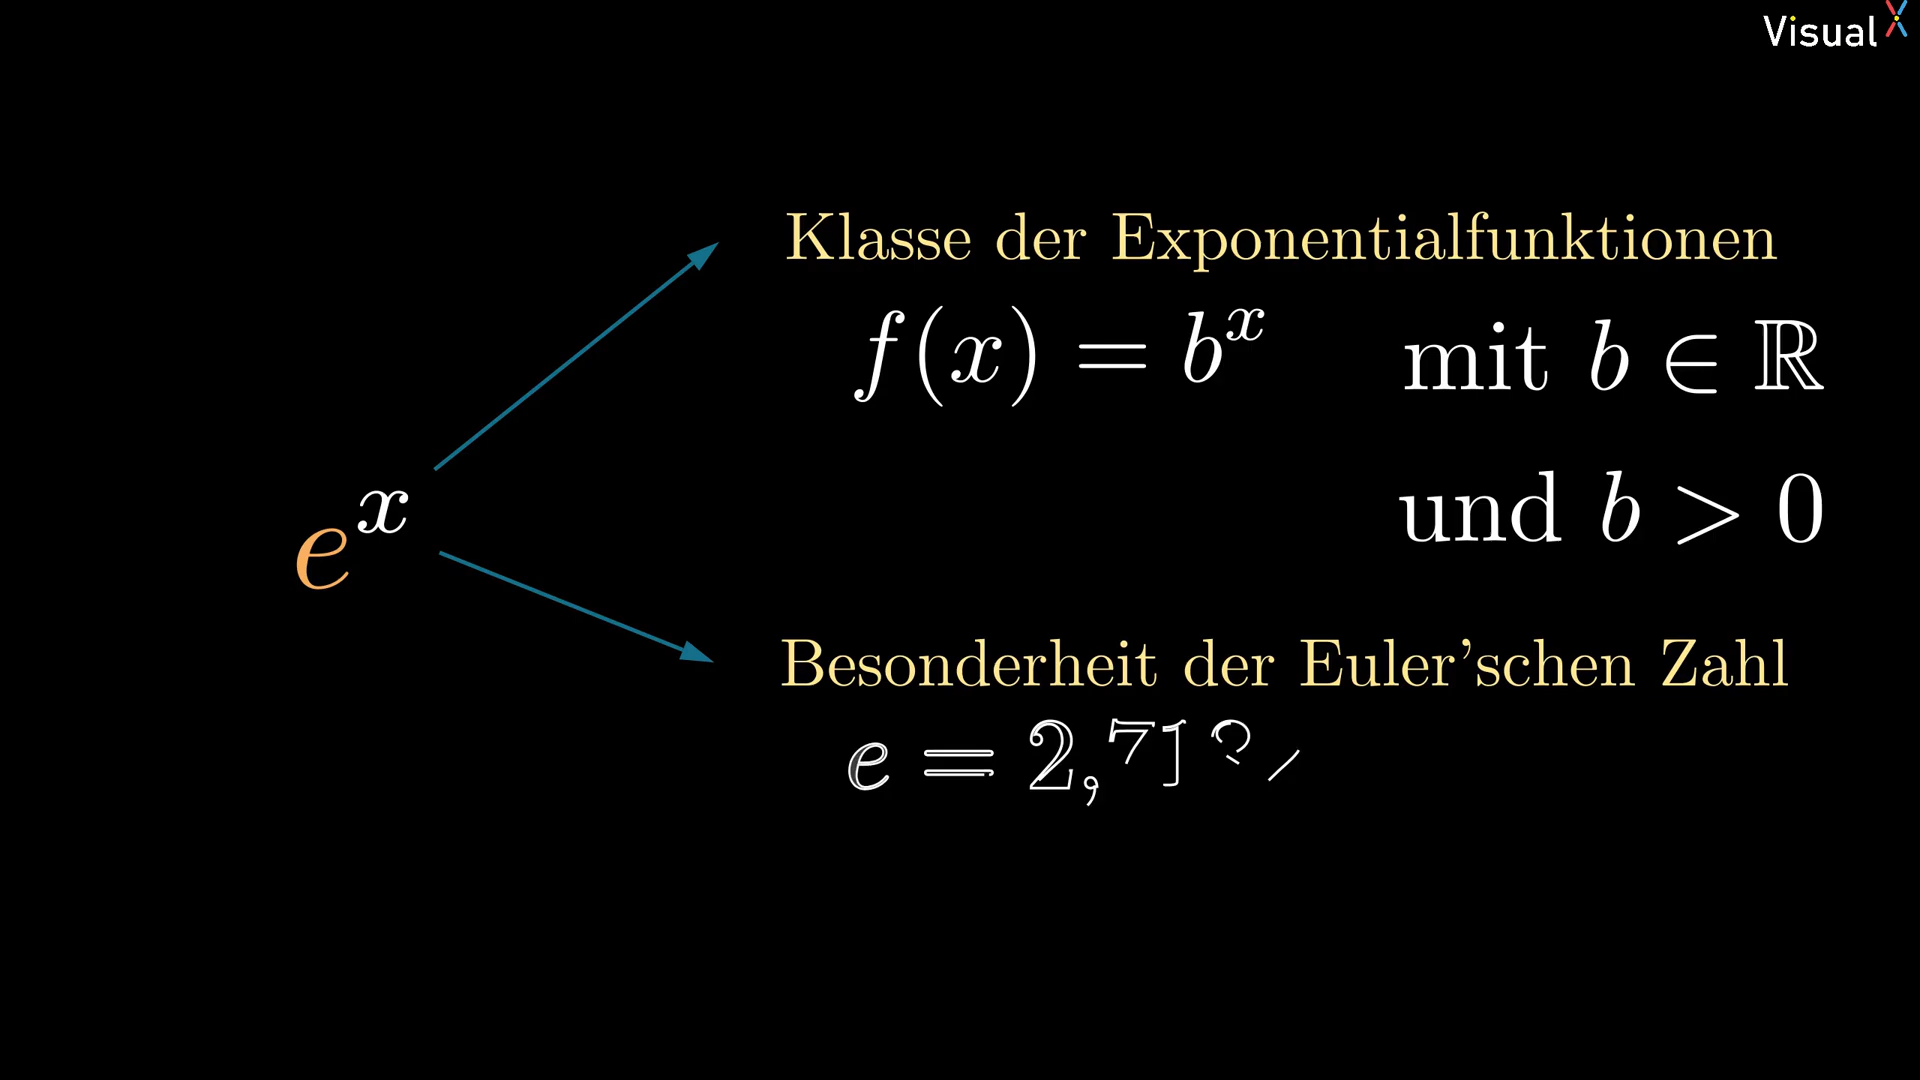 Visual X
Klasse der Exponentialfunktionen
f(x) = b^x mit b ∈ ℝ
und b > 0
e^x
Besonderheit der Euler'schen Zahl
e = 2,71